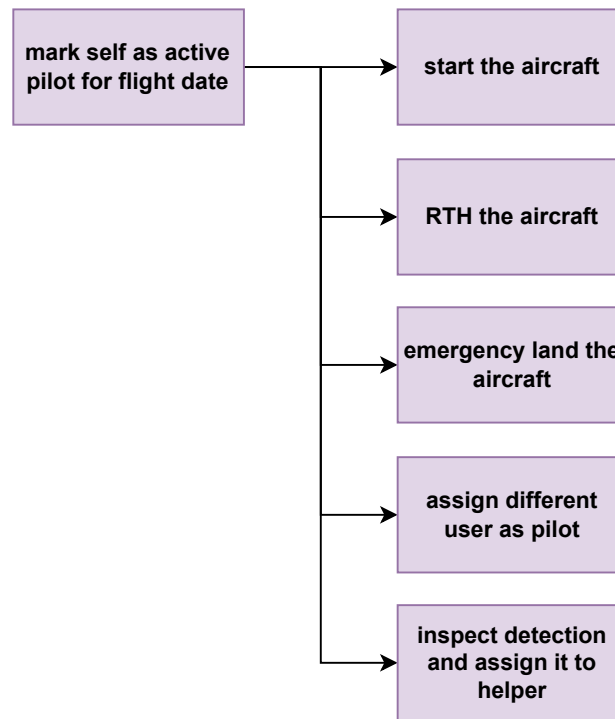 mark self as active
pilot for flight date
start the aircraft
RTH the aircraft
emergency land the
aircraft
assign different
user as pilot
inspect detection
and assign it to
helper